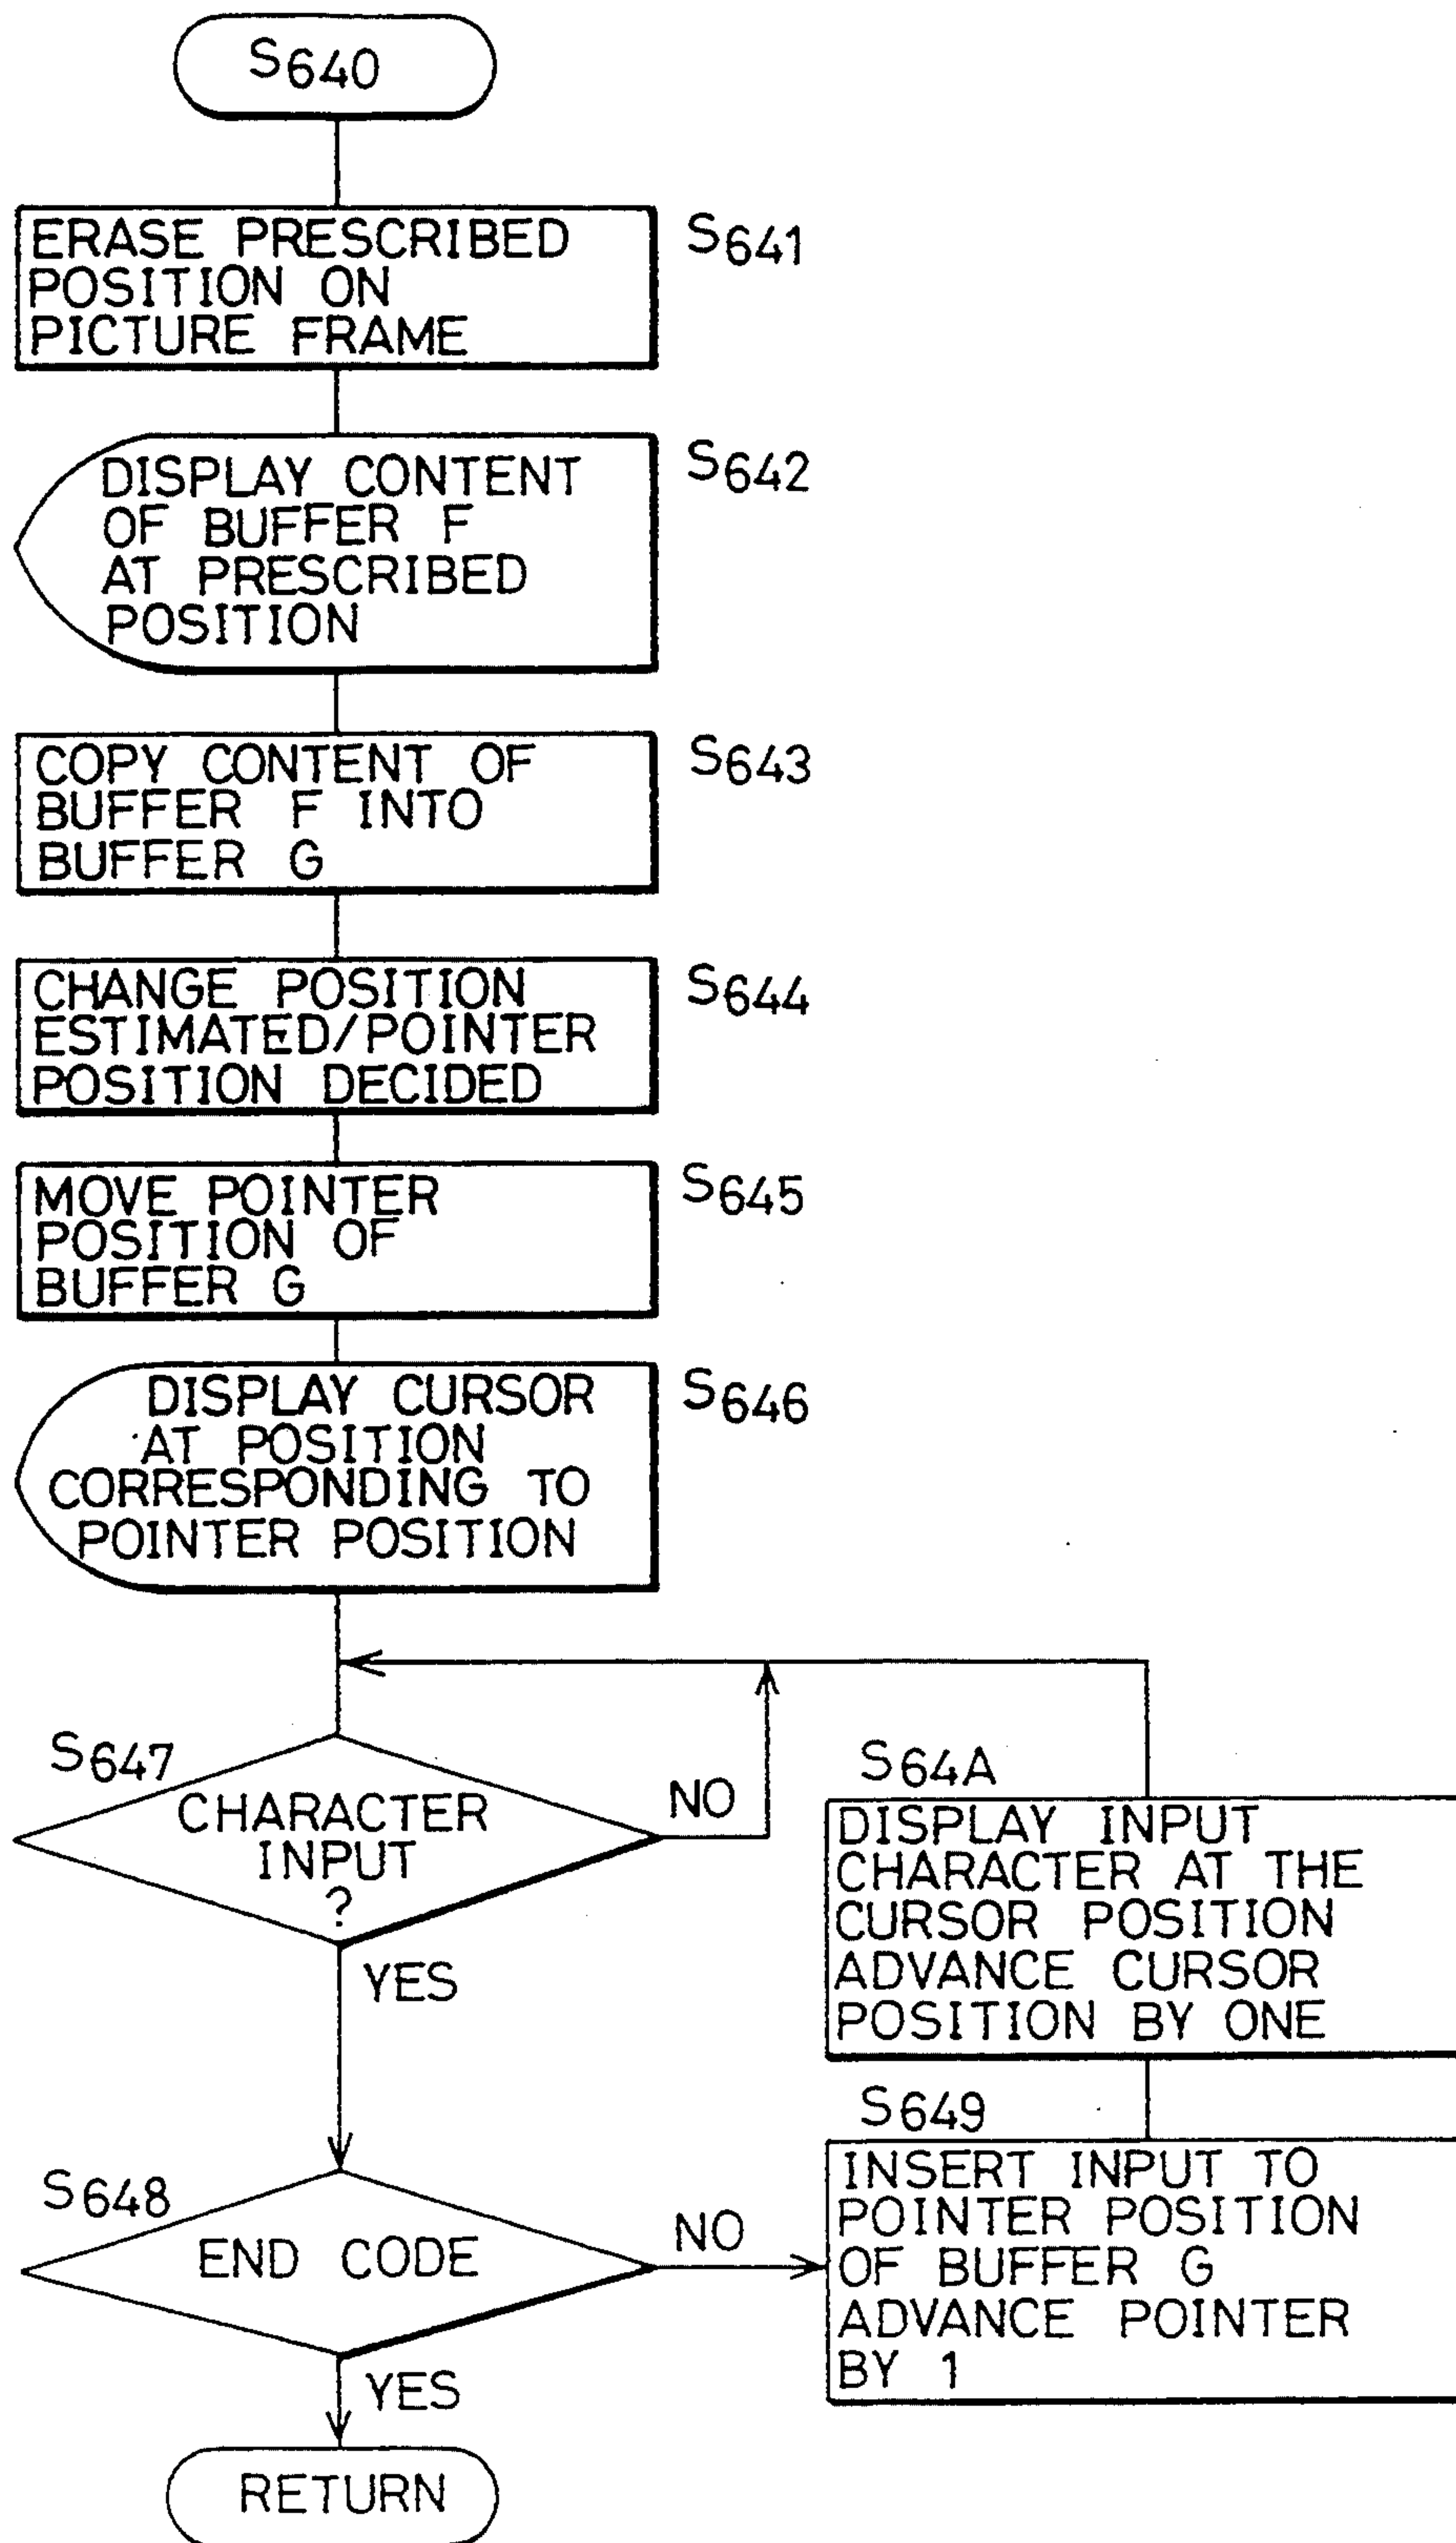 S640
ERASE PRESCRIBED
POSITION ON
PICTURE FRAME
S641
DISPLAY CONTENT
OF BUFFER F
AT PRESCRIBED
POSITION
S642
COPY CONTENT OF
BUFFER F INTO
BUFFER G
S643
CHANGE POSITION
ESTIMATED/POINTER
POSITION DECIDED
S644
MOVE POINTER
POSITION OF
BUFFER G
S645
DISPLAY CURSOR
AT POSITION
CORRESPONDING TO
POINTER POSITION
S646
S647
CHARACTER
INPUT
?
NO
YES
S64A
DISPLAY INPUT
CHARACTER AT THE
CURSOR POSITION
ADVANCE CURSOR
POSITION BY ONE
S648
END CODE
NO
YES
S649
INSERT INPUT TO
POINTER POSITION
OF BUFFER G
ADVANCE POINTER
BY 1
RETURN